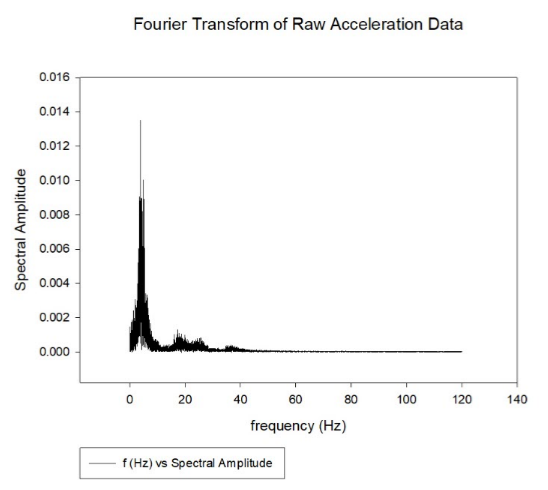 Fourier Transform of Raw Acceleration Data
0.016
0.014
0.012
0.010
0.008
0.006
0.004
0.002
0.000
Spectral Amplitude
0 20 40 60 80 100 120 140
frequency (Hz)
f (Hz) vs Spectral Amplitude